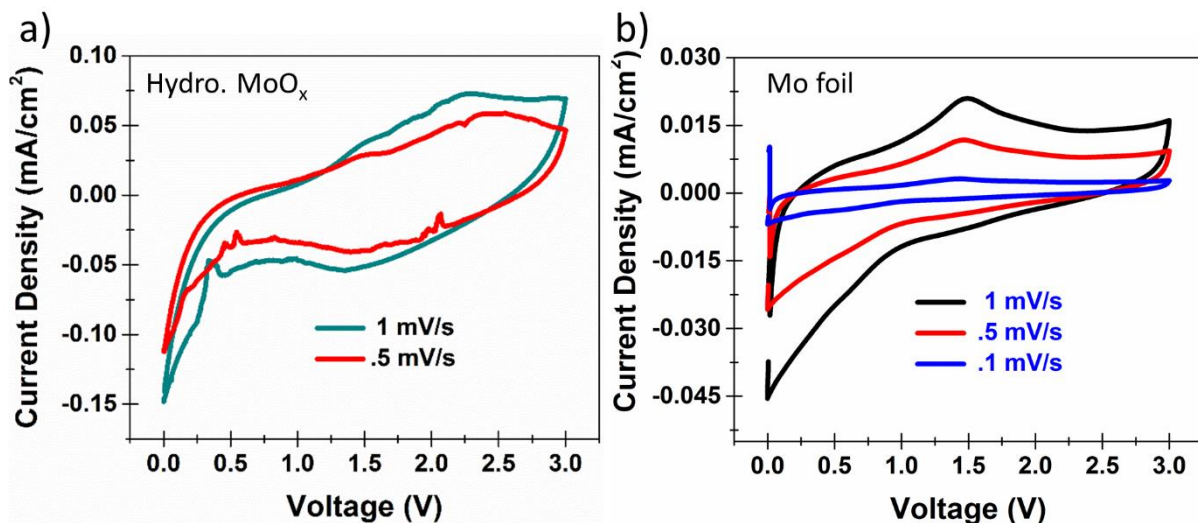 a)
Hydro. MoOx
Current Density (mA/cm2)
0.10
0.05
0.00
-0.05
-0.10
-0.15
1 mV/s
.5 mV/s
0.0 0.5 1.0 1.5 2.0 2.5 3.0
Voltage (V)
b)
Mo foil
Current Density (mA/cm2)
0.030
0.015
0.000
-0.015
-0.030
-0.045
1 mV/s
.5 mV/s
.1 mV/s
0.0 0.5 1.0 1.5 2.0 2.5 3.0
Voltage (V)